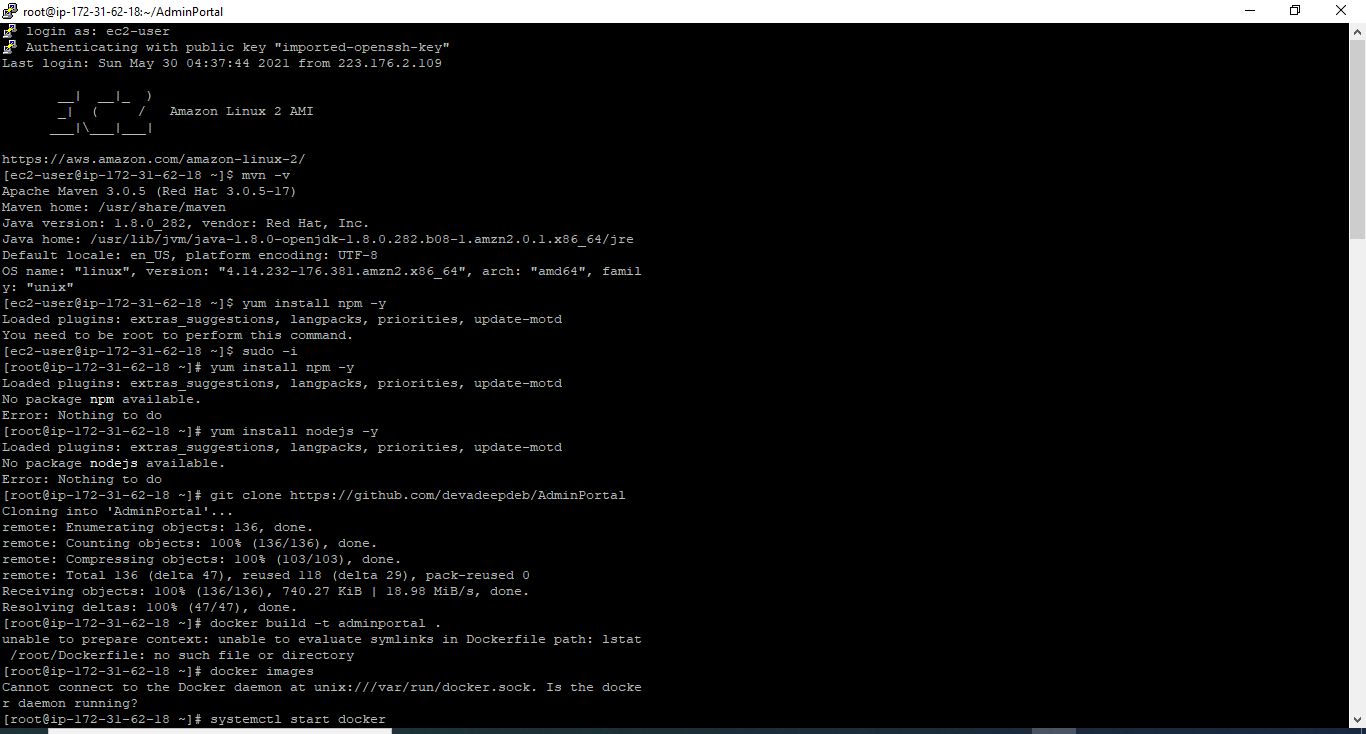 root@ip-172-31-62-18:~/AdminPortal
login as: ec2-user
Authenticating with public key "imported-openssh-key"
Last login: Sun May 30 04:37:44 2021 from 223.176.2.109
       __|  __|_  )
       _|  (     /   Amazon Linux 2 AMI
      ___|\___|___|
https://aws.amazon.com/amazon-linux-2/
[ec2-user@ip-172-31-62-18 ~]$ mvn -v
Apache Maven 3.0.5 (Red Hat 3.0.5-17)
Maven home: /usr/share/maven
Java version: 1.8.0_282, vendor: Red Hat, Inc.
Java home: /usr/lib/jvm/java-1.8.0-openjdk-1.8.0.282.b08-1.amzn2.0.1.x86_64/jre
Default locale: en_US, platform encoding: UTF-8
OS name: "linux", version: "4.14.232-176.381.amzn2.x86_64", arch: "amd64", famil
y: "unix"
[ec2-user@ip-172-31-62-18 ~]$ yum install npm -y
Loaded plugins: extras_suggestions, langpacks, priorities, update-motd
You need to be root to perform this command.
[ec2-user@ip-172-31-62-18 ~]$ sudo -i
[root@ip-172-31-62-18 ~]# yum install npm -y
Loaded plugins: extras_suggestions, langpacks, priorities, update-motd
No package npm available.
Error: Nothing to do
[root@ip-172-31-62-18 ~]# yum install nodejs -y
Loaded plugins: extras_suggestions, langpacks, priorities, update-motd
No package nodejs available.
Error: Nothing to do
[root@ip-172-31-62-18 ~]# git clone https://github.com/devadeepdeb/AdminPortal
Cloning into 'AdminPortal'...
remote: Enumerating objects: 136, done.
remote: Counting objects: 100% (136/136), done.
remote: Compressing objects: 100% (103/103), done.
remote: Total 136 (delta 47), reused 118 (delta 29), pack-reused 0
Receiving objects: 100% (136/136), 740.27 KiB | 18.98 MiB/s, done.
Resolving deltas: 100% (47/47), done.
[root@ip-172-31-62-18 ~]# docker build -t adminportal .
unable to prepare context: unable to evaluate symlinks in Dockerfile path: lstat
 /root/Dockerfile: no such file or directory
[root@ip-172-31-62-18 ~]# docker images
Cannot connect to the Docker daemon at unix:///var/run/docker.sock. Is the docke
r daemon running?
[root@ip-172-31-62-18 ~]# systemctl start docker